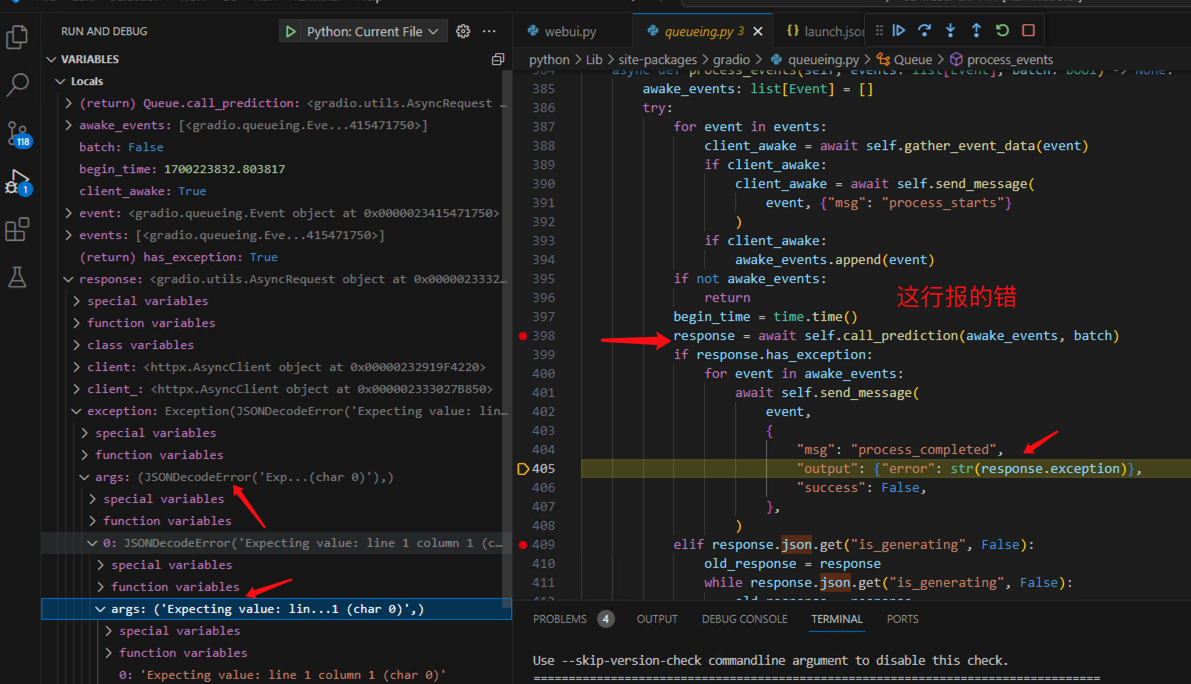 RUN AND DEBUG
Python: Current File
VARIABLES
Locals
(return) Queue.call_prediction: <gradio.utils.AsyncRequest …
awake_events: [<gradio.queueing.Eve...415471750>]
batch: False
begin_time: 1700223832.803817
client_awake: True
event: <gradio.queueing.Event object at 0x0000023415471750>
events: [<gradio.queueing.Eve...415471750>]
(return) has_exception: True
response: <gradio.utils.AsyncRequest object at 0x0000023332…
special variables
function variables
class variables
client: <httpx.AsyncClient object at 0x00000232919F4220>
client_: <httpx.AsyncClient object at 0x000002333027B850>
exception: Exception(JSONDecodeError('Expecting value: lin…
special variables
function variables
args: (JSONDecodeError('Exp...(char 0)'),)
special variables
function variables
0: JSONDecodeError('Expecting value: line 1 column 1 (c…
special variables
function variables
args: ('Expecting value: lin...1 (char 0)',)
special variables
function variables
0: 'Expecting value: line 1 column 1 (char 0)'
118
1
webui.py
queueing.py 3
launch.json
python > Lib > site-packages > gradio > queueing.py > Queue > process_events
384 async def process_events(self, events: list[Event], batch: bool) -> None:
385 awake_events: list[Event] = []
386 try:
387 for event in events:
388 client_awake = await self.gather_event_data(event)
389 if client_awake:
390 client_awake = await self.send_message(
391 event, {"msg": "process_starts"}
392 )
393 if client_awake:
394 awake_events.append(event)
395 if not awake_events:
396 return
这行报的错
397 begin_time = time.time()
398 response = await self.call_prediction(awake_events, batch)
399 if response.has_exception:
400 for event in awake_events:
401 await self.send_message(
402 event,
403 {
404 "msg": "process_completed",
405 "output": {"error": str(response.exception)},
406 "success": False,
407 },
408 )
409 elif response.json.get("is_generating", False):
410 old_response = response
411 while response.json.get("is_generating", False):
PROBLEMS 4 OUTPUT DEBUG CONSOLE TERMINAL PORTS
Use --skip-version-check commandline argument to disable this check.